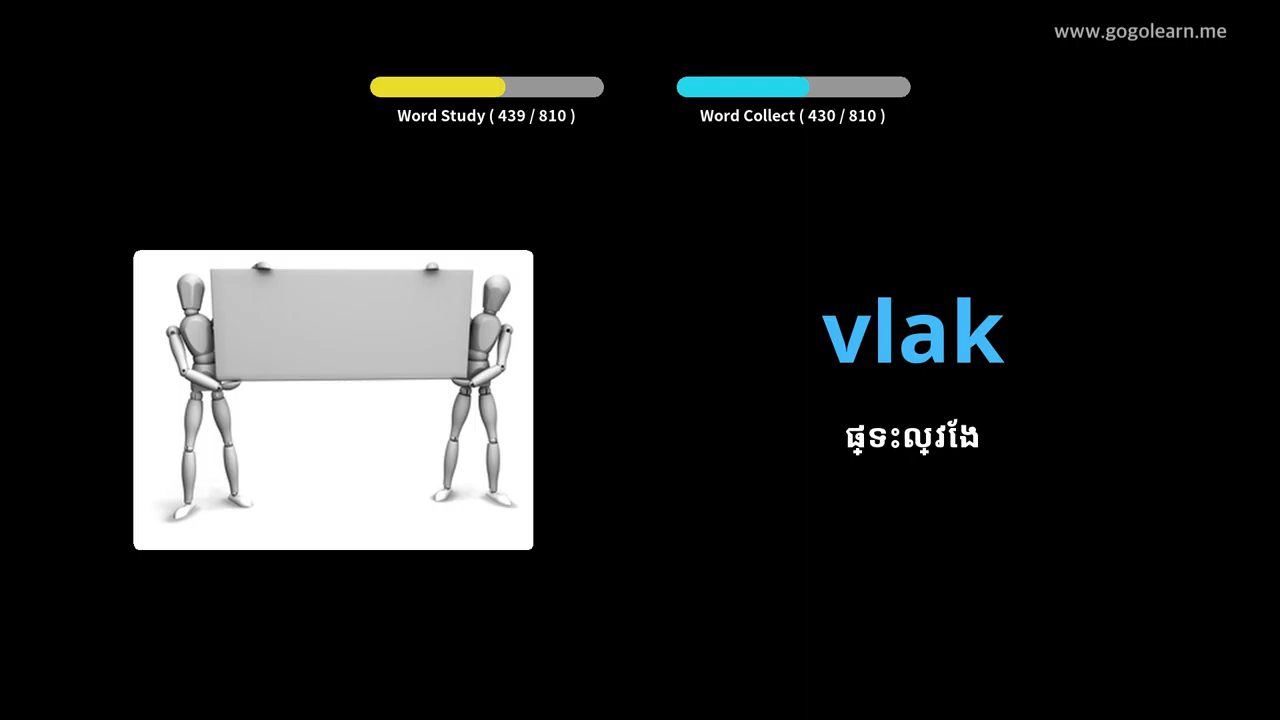 www.gogolearn.me
Word Study ( 439 / 810 )
Word Collect ( 430 / 810 )
vlak
ផ្ទះល្វែង